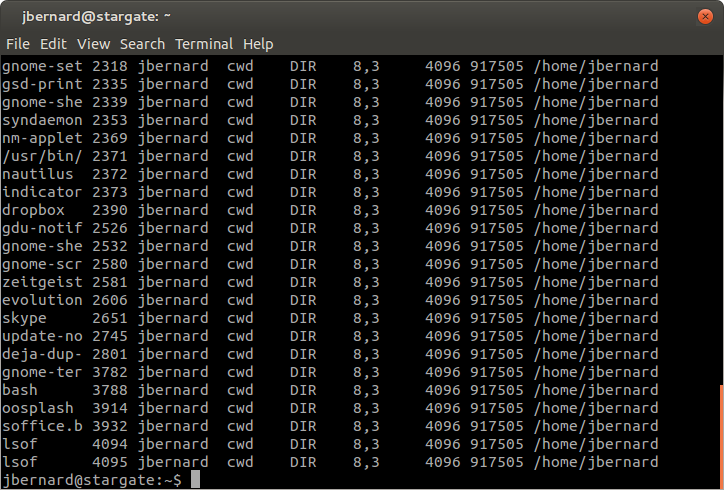 jbernard@stargate: ~
File Edit View Search Terminal Help
gnome-set 2318 jbernard  cwd    DIR    8,3     4096 917505 /home/jbernard
gsd-print 2335 jbernard  cwd    DIR    8,3     4096 917505 /home/jbernard
gnome-she 2339 jbernard  cwd    DIR    8,3     4096 917505 /home/jbernard
syndaemon 2353 jbernard  cwd    DIR    8,3     4096 917505 /home/jbernard
nm-applet 2369 jbernard  cwd    DIR    8,3     4096 917505 /home/jbernard
/usr/bin/ 2371 jbernard  cwd    DIR    8,3     4096 917505 /home/jbernard
nautilus  2372 jbernard  cwd    DIR    8,3     4096 917505 /home/jbernard
indicator 2373 jbernard  cwd    DIR    8,3     4096 917505 /home/jbernard
dropbox   2390 jbernard  cwd    DIR    8,3     4096 917505 /home/jbernard
gdu-notif 2526 jbernard  cwd    DIR    8,3     4096 917505 /home/jbernard
gnome-she 2532 jbernard  cwd    DIR    8,3     4096 917505 /home/jbernard
gnome-scr 2580 jbernard  cwd    DIR    8,3     4096 917505 /home/jbernard
zeitgeist 2581 jbernard  cwd    DIR    8,3     4096 917505 /home/jbernard
evolution 2606 jbernard  cwd    DIR    8,3     4096 917505 /home/jbernard
skype     2651 jbernard  cwd    DIR    8,3     4096 917505 /home/jbernard
update-no 2745 jbernard  cwd    DIR    8,3     4096 917505 /home/jbernard
deja-dup- 2801 jbernard  cwd    DIR    8,3     4096 917505 /home/jbernard
gnome-ter 3782 jbernard  cwd    DIR    8,3     4096 917505 /home/jbernard
bash      3788 jbernard  cwd    DIR    8,3     4096 917505 /home/jbernard
oosplash  3914 jbernard  cwd    DIR    8,3     4096 917505 /home/jbernard
soffice.b 3932 jbernard  cwd    DIR    8,3     4096 917505 /home/jbernard
lsof      4094 jbernard  cwd    DIR    8,3     4096 917505 /home/jbernard
lsof      4095 jbernard  cwd    DIR    8,3     4096 917505 /home/jbernard
jbernard@stargate:~$